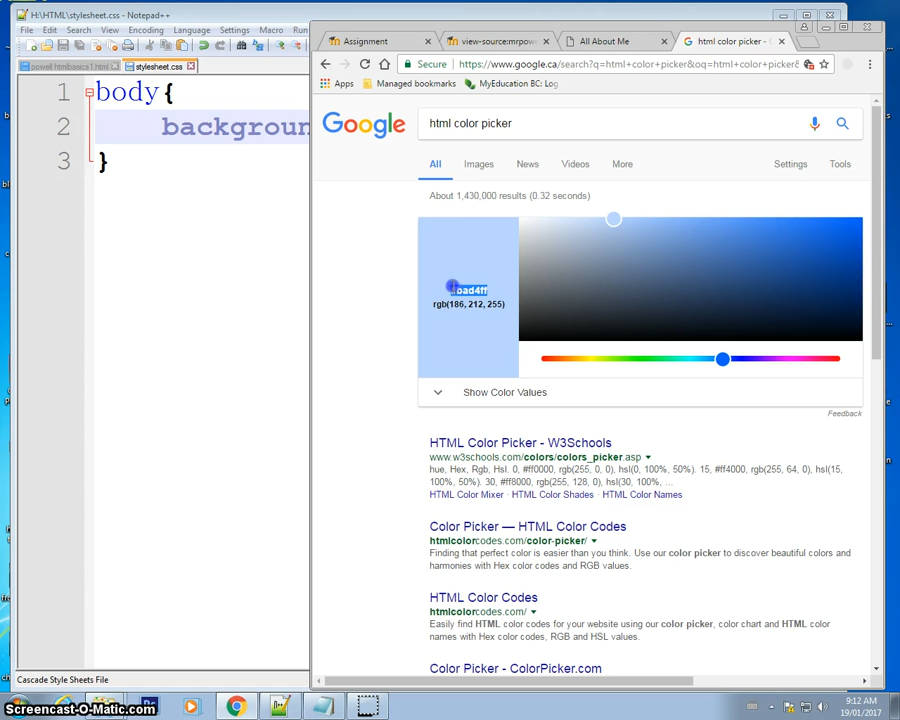 H:\HTML\stylesheet.css - Notepad++
File Edit Search View Encoding Language Settings Macro Run
powell htmlbasics1.html stylesheet.css
1 body {
2 backgroun
3 }
Cascade Style Sheets File
Assignment
view-source:mrpow
All About Me
html color picker - G
Secure https://www.google.ca/search?q=html+color+picker&oq=html+color+picker&
Apps Managed bookmarks MyEducation BC: Log
Google
html color picker
All Images News Videos More Settings Tools
About 1,430,000 results (0.32 seconds)
#bad4ff
rgb(186, 212, 255)
Show Color Values
Feedback
HTML Color Picker - W3Schools
www.w3schools.com/colors/colors_picker.asp
hue, Hex, Rgb, Hsl. 0, #ff0000, rgb(255, 0, 0), hsl(0, 100%, 50%). 15, #ff4000, rgb(255, 64, 0), hsl(15,
100%, 50%). 30, #ff8000, rgb(255, 128, 0), hsl(30, 100%, ...
HTML Color Mixer · HTML Color Shades · HTML Color Names
Color Picker — HTML Color Codes
htmlcolorcodes.com/color-picker/
Finding that perfect color is easier than you think. Use our color picker to discover beautiful colors and
harmonies with Hex color codes and RGB values.
HTML Color Codes
htmlcolorcodes.com/
Easily find HTML color codes for your website using our color picker, color chart and HTML color
names with Hex color codes, RGB and HSL values.
Color Picker - ColorPicker.com
Screencast-O-Matic.com
Ps
9:12 AM
19/01/2017